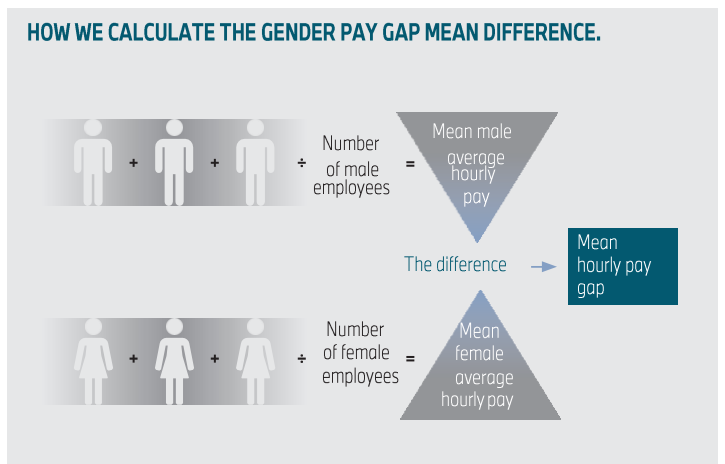 HOW WE CALCULATE THE GENDER PAY GAP MEAN DIFFERENCE.
+ + ÷
Number
of male
employees
=
Mean male
average
hourly
pay
The difference
Mean
hourly pay
gap
+ + ÷
Number
of female
employees
=
Mean
female
average
hourly pay